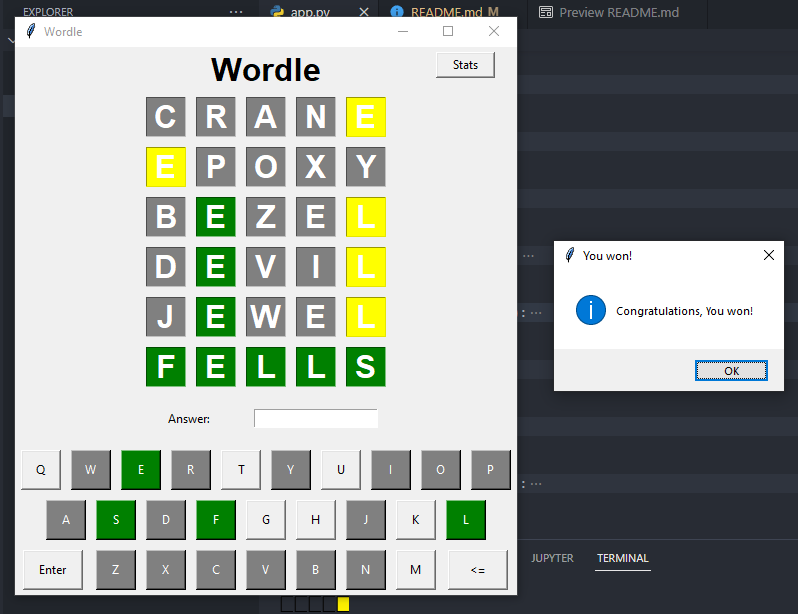 EXPLORER ··· app.py README.md M Preview README.md
Wordle
Wordle Stats
C R A N E
E P O X Y
B E Z E L
D E V I L
J E W E L
F E L L S
Answer:
Q W E R T Y U I O P
A S D F G H J K L
Enter Z X C V B N M <=
You won!
Congratulations, You won!
OK
···
: ···
: ···
JUPYTER TERMINAL